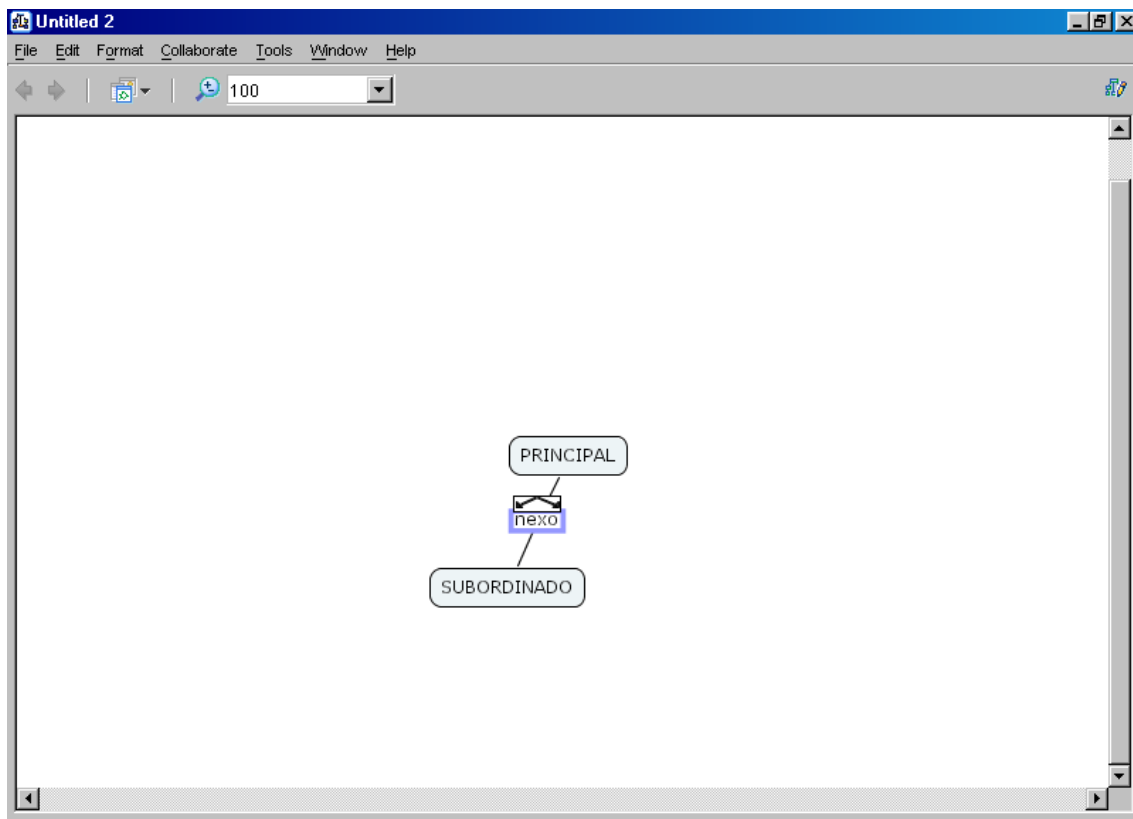 Untitled 2
File Edit Format Collaborate Tools Window Help
100
PRINCIPAL
nexo
SUBORDINADO